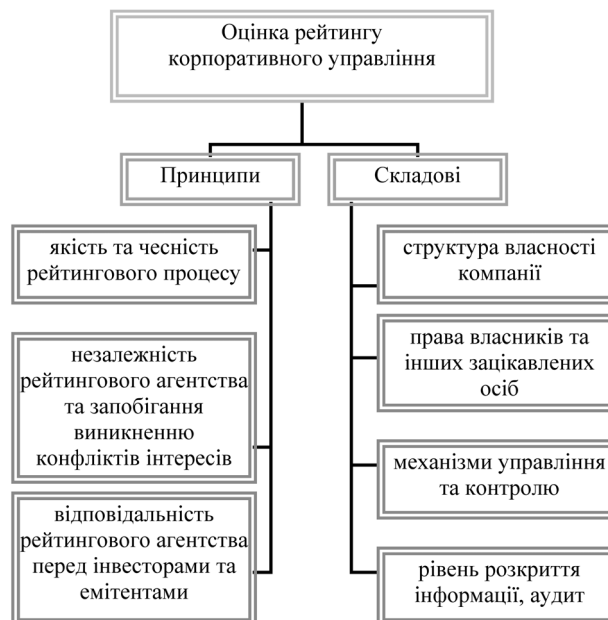 Оцінка рейтингу
корпоративного управління
Принципи
Складові
якість та чесність
рейтингового процесу
незалежність
рейтингового агентства
та запобігання
виникненню
конфліктів інтересів
відповідальність
рейтингового агентства
перед інвесторами та
емітентами
структура власності
компанії
права власників та
інших зацікавлених
осіб
механізми управління
та контролю
рівень розкриття
інформації, аудит